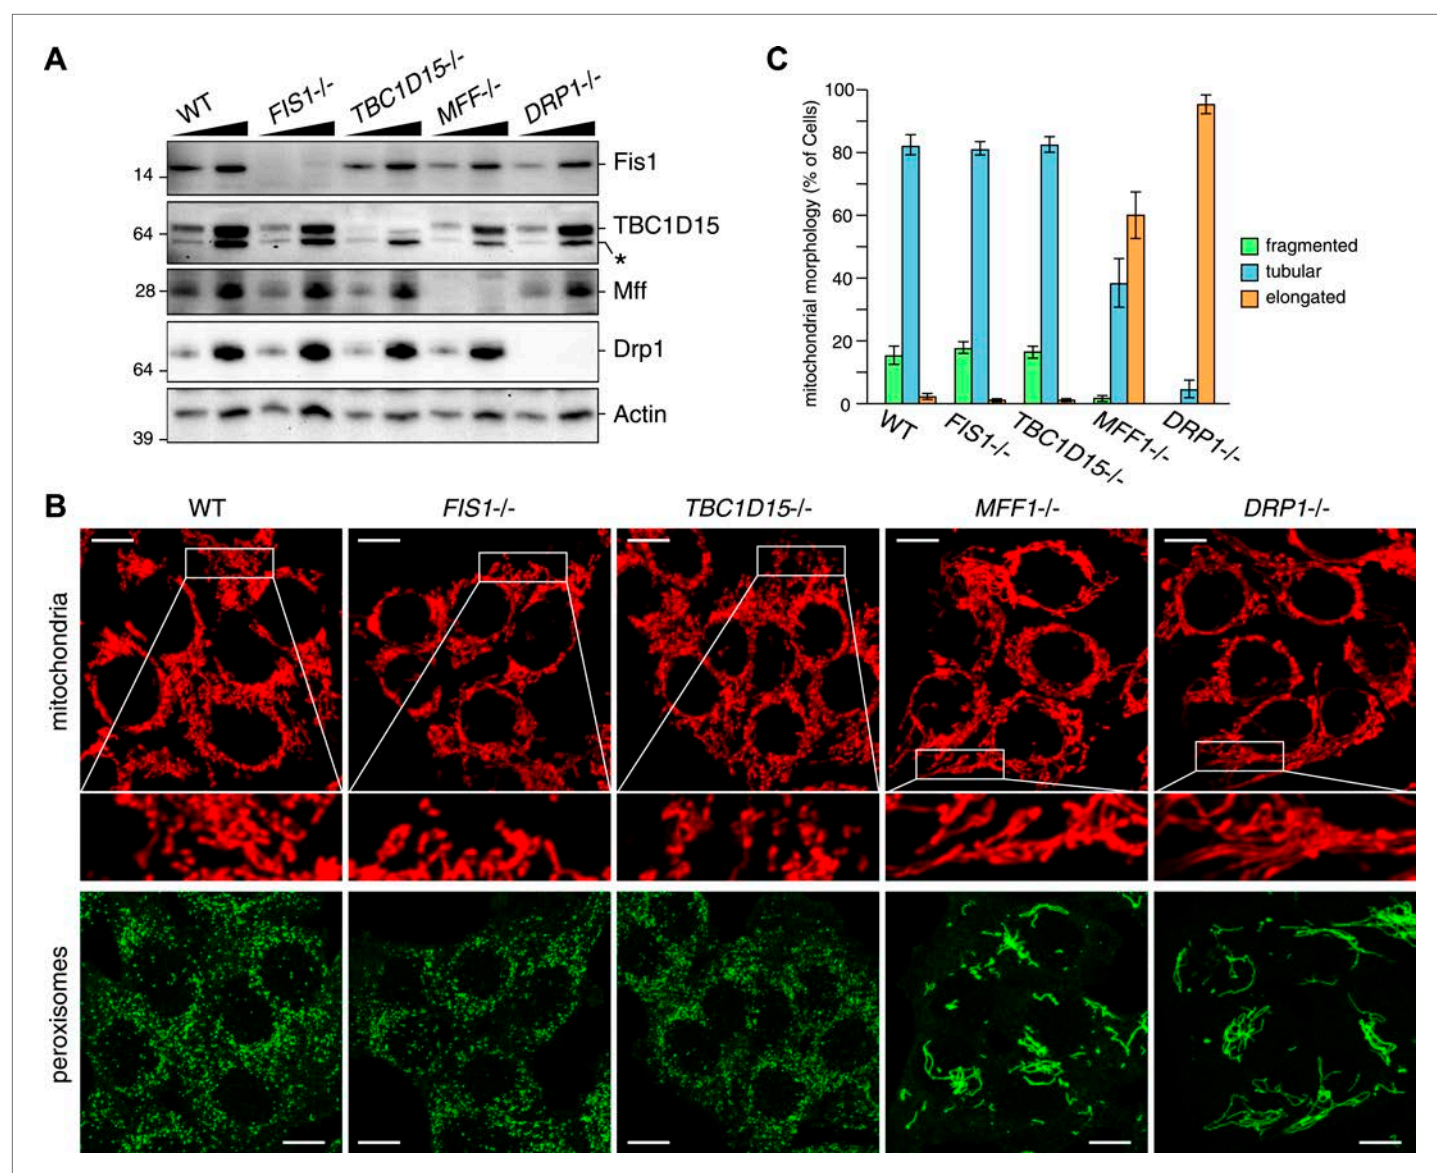 A
WT
FIS1-/-
TBC1D15-/-
MFF-/-
DRP1-/-
14
Fis1
64
TBC1D15
*
28
Mff
64
Drp1
39
Actin
C
mitochondrial morphology (% of Cells)
100
80
60
40
20
0
WT
FIS1-/-
TBC1D15-/-
MFF1-/-
DRP1-/-
fragmented
tubular
elongated
B
WT
FIS1-/-
TBC1D15-/-
MFF1-/-
DRP1-/-
mitochondria
peroxisomes